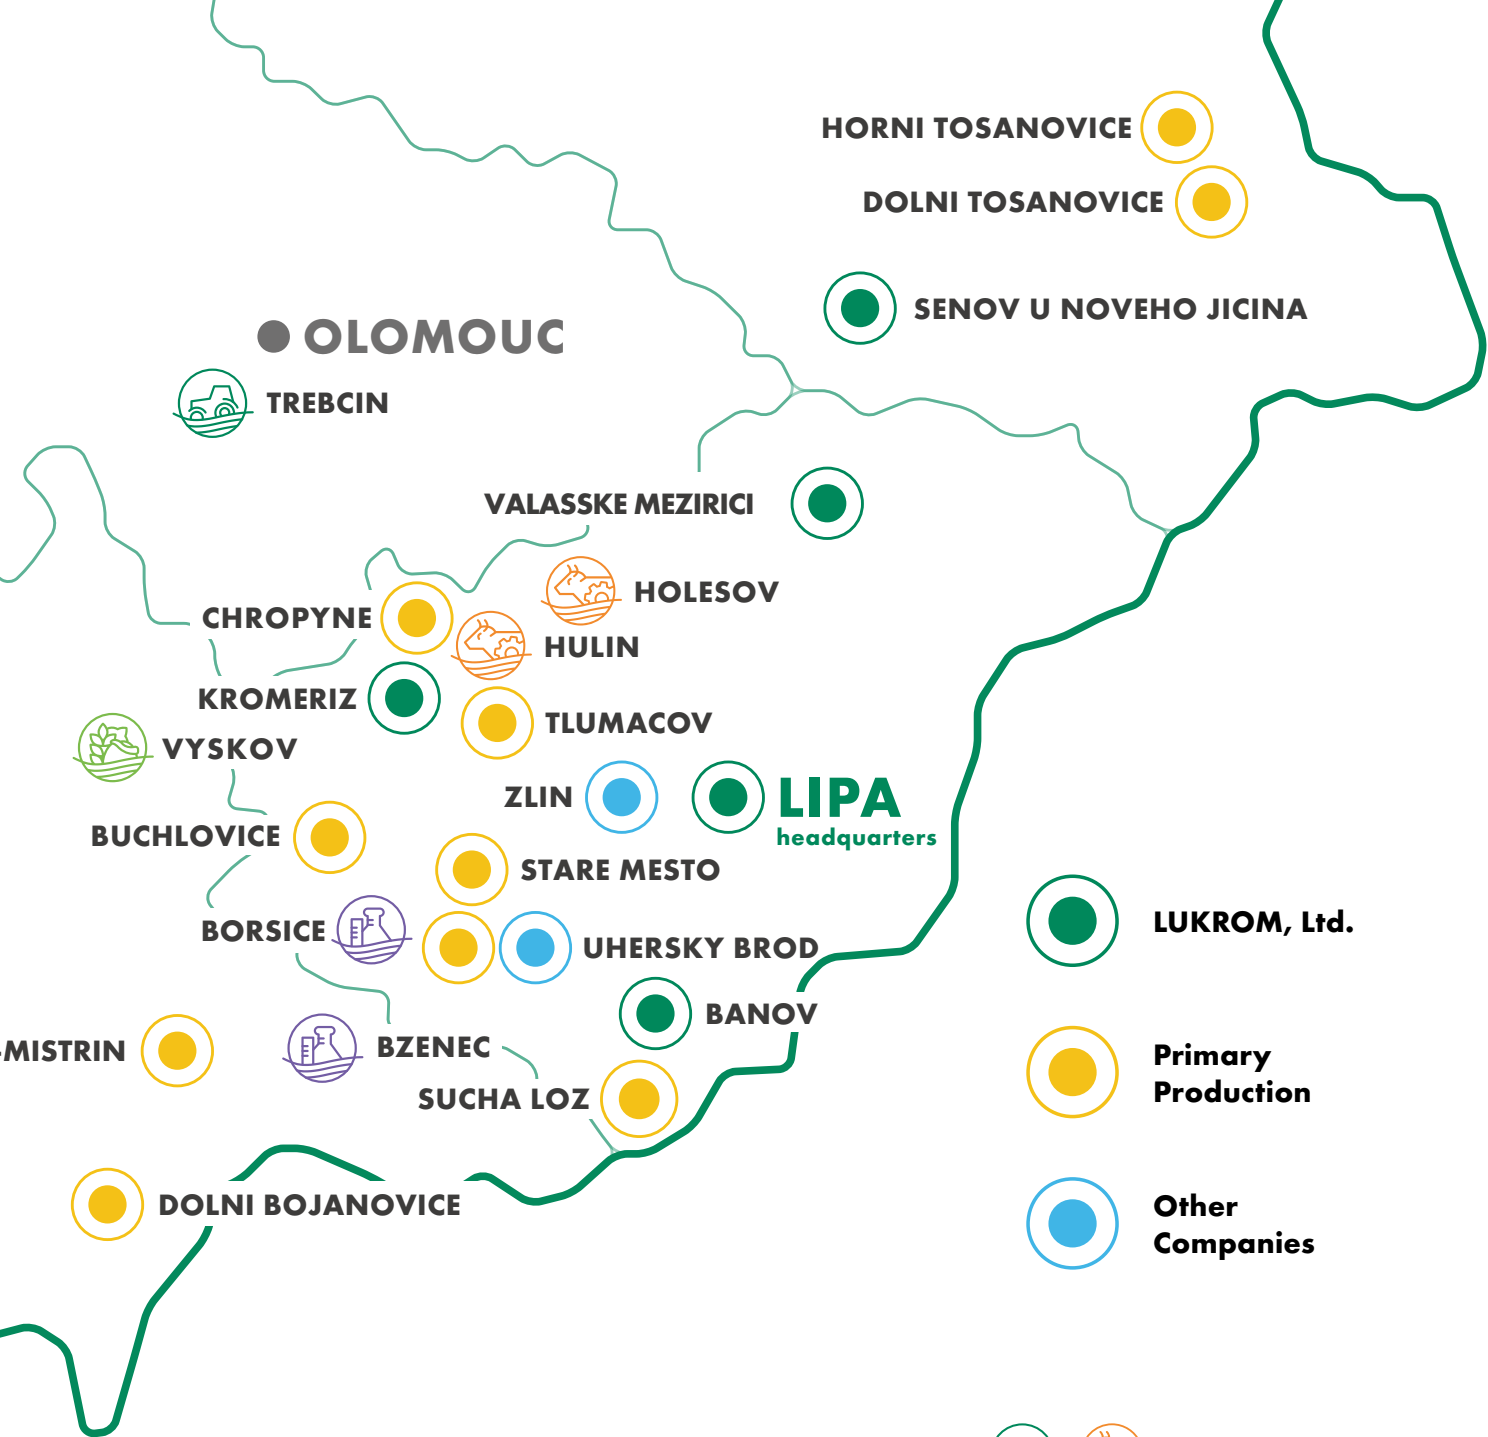 HORNI TOSANOVICE
DOLNI TOSANOVICE
SENOV U NOVEHO JICINA
OLOMOUC
TREBCIN
VALASSKE MEZIRICI
HOLESOV
CHROPYNE
HULIN
KROMERIZ
TLUMACOV
VYSKOV
ZLIN
LIPA
headquarters
BUCHLOVICE
STARE MESTO
BORSICE
UHERSKY BROD
BANOV
-MISTRIN
BZENEC
SUCHA LOZ
DOLNI BOJANOVICE
LUKROM, Ltd.
Primary
Production
Other
Companies